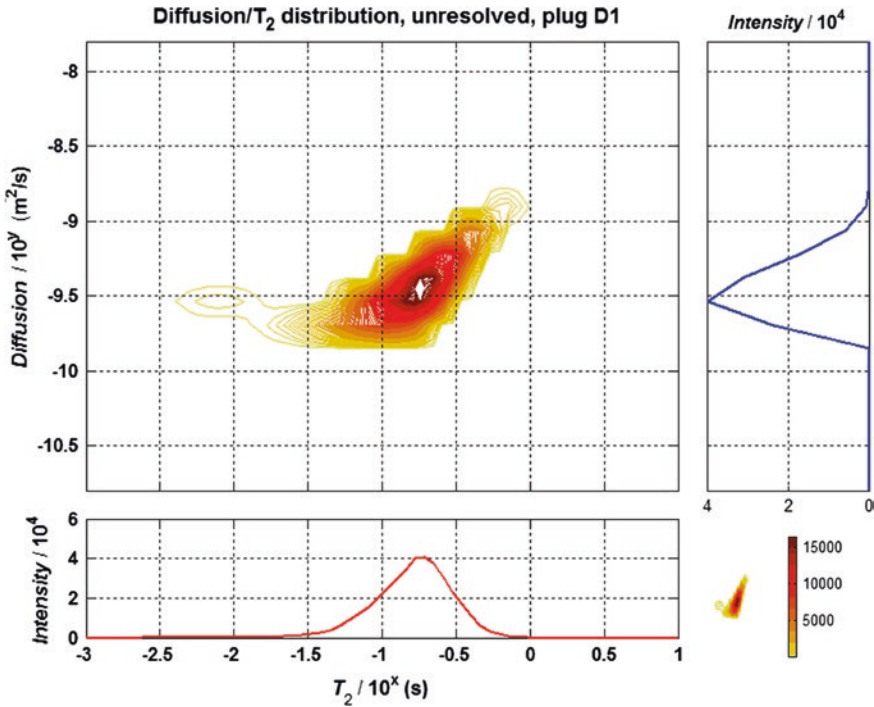 Diffusion/T2 distribution, unresolved, plug D1
Intensity / 10^4
Diffusion / 10^y (m^2/s)
-8
-8.5
-9
-9.5
-10
-10.5
4 2 0
Intensity / 10^4
6
4
2
0
-3 -2.5 -2 -1.5 -1 -0.5 0 0.5 1
T2 / 10^x (s)
15000
10000
5000